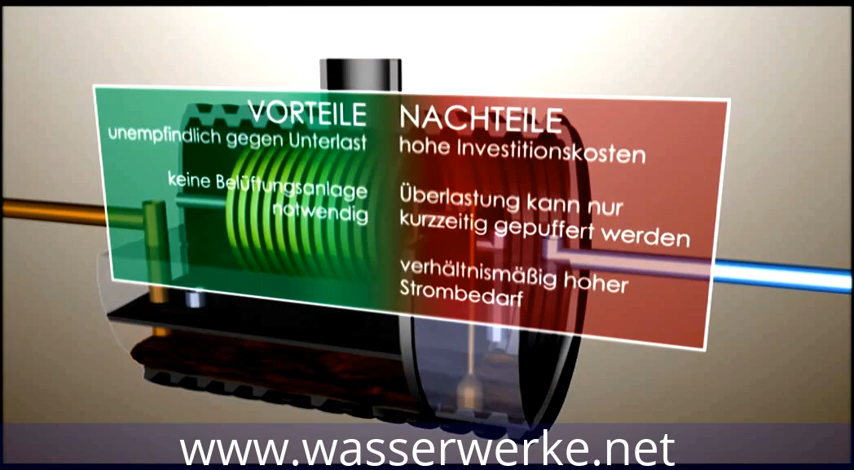 VORTEILE
unempfindlich gegen Unterlast
keine Belüftungsanlage
notwendig
NACHTEILE
hohe Investitionskosten
Überlastung kann nur
kurzzeitig gepuffert werden
verhältnismäßig hoher
Strombedarf
www.wasserwerke.net